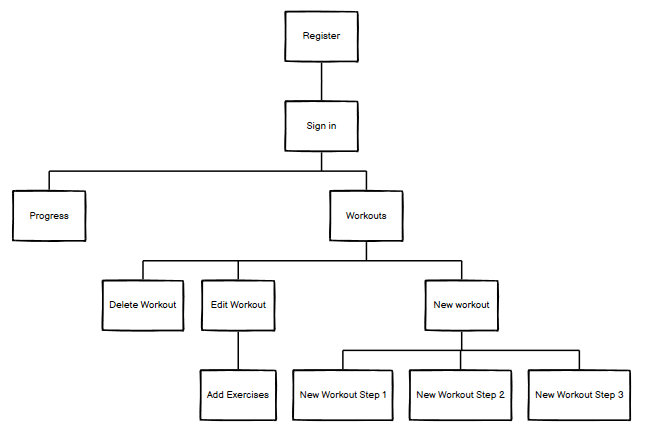 Register
Sign in
Progress
Workouts
Delete Workout
Edit Workout
New workout
Add Exercises
New Workout Step 1
New Workout Step 2
New Workout Step 3